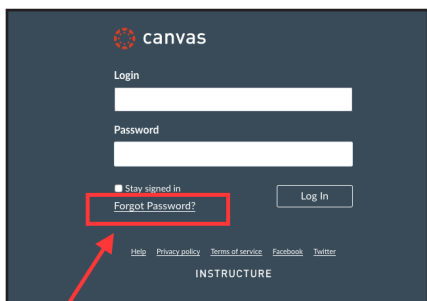 canvas
Login
Password
Stay signed in
Forgot Password?
Log In
Help Privacy policy Terms of service Facebook Twitter
INSTRUCTURE